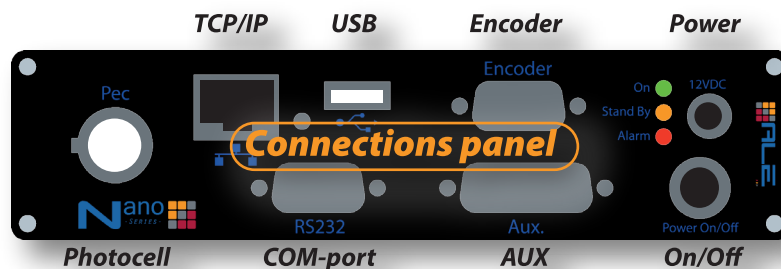 TCP/IP USB Encoder Power
Encoder
Pec
On
12VDC
Stand By
Alarm
Connections panel
ALE
Nano
SERIES
RS232
Aux.
Power On/Off
Photocell COM-port AUX On/Off